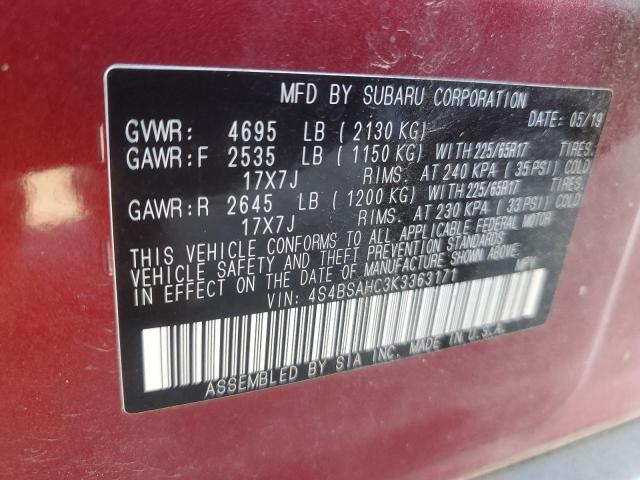 MFD BY SUBARU CORPORATION DATE: 05/19
GVWR: 4695 LB ( 2130 KG)
GAWR:F 2535 LB ( 1150 KG) WITH 225/65R17 TIRES.
17X7J RIMS. AT 240 KPA ( 35 PSI) COLD
GAWR:R 2645 LB ( 1200 KG) WITH 225/65R17 TIRES.
17X7J RIMS. AT 230 KPA ( 33 PSI) COLD
THIS VEHICLE CONFORMS TO ALL APPLICABLE FEDERAL MOTOR
VEHICLE SAFETY AND THEFT PREVENTION STANDARDS
IN EFFECT ON THE DATE OF MANUFACTURE SHOWN ABOVE.
VIN: 4S4BSAHC3K3363171 MPV
ASSEMBLED BY SIA INC. MADE IN U.S.A.